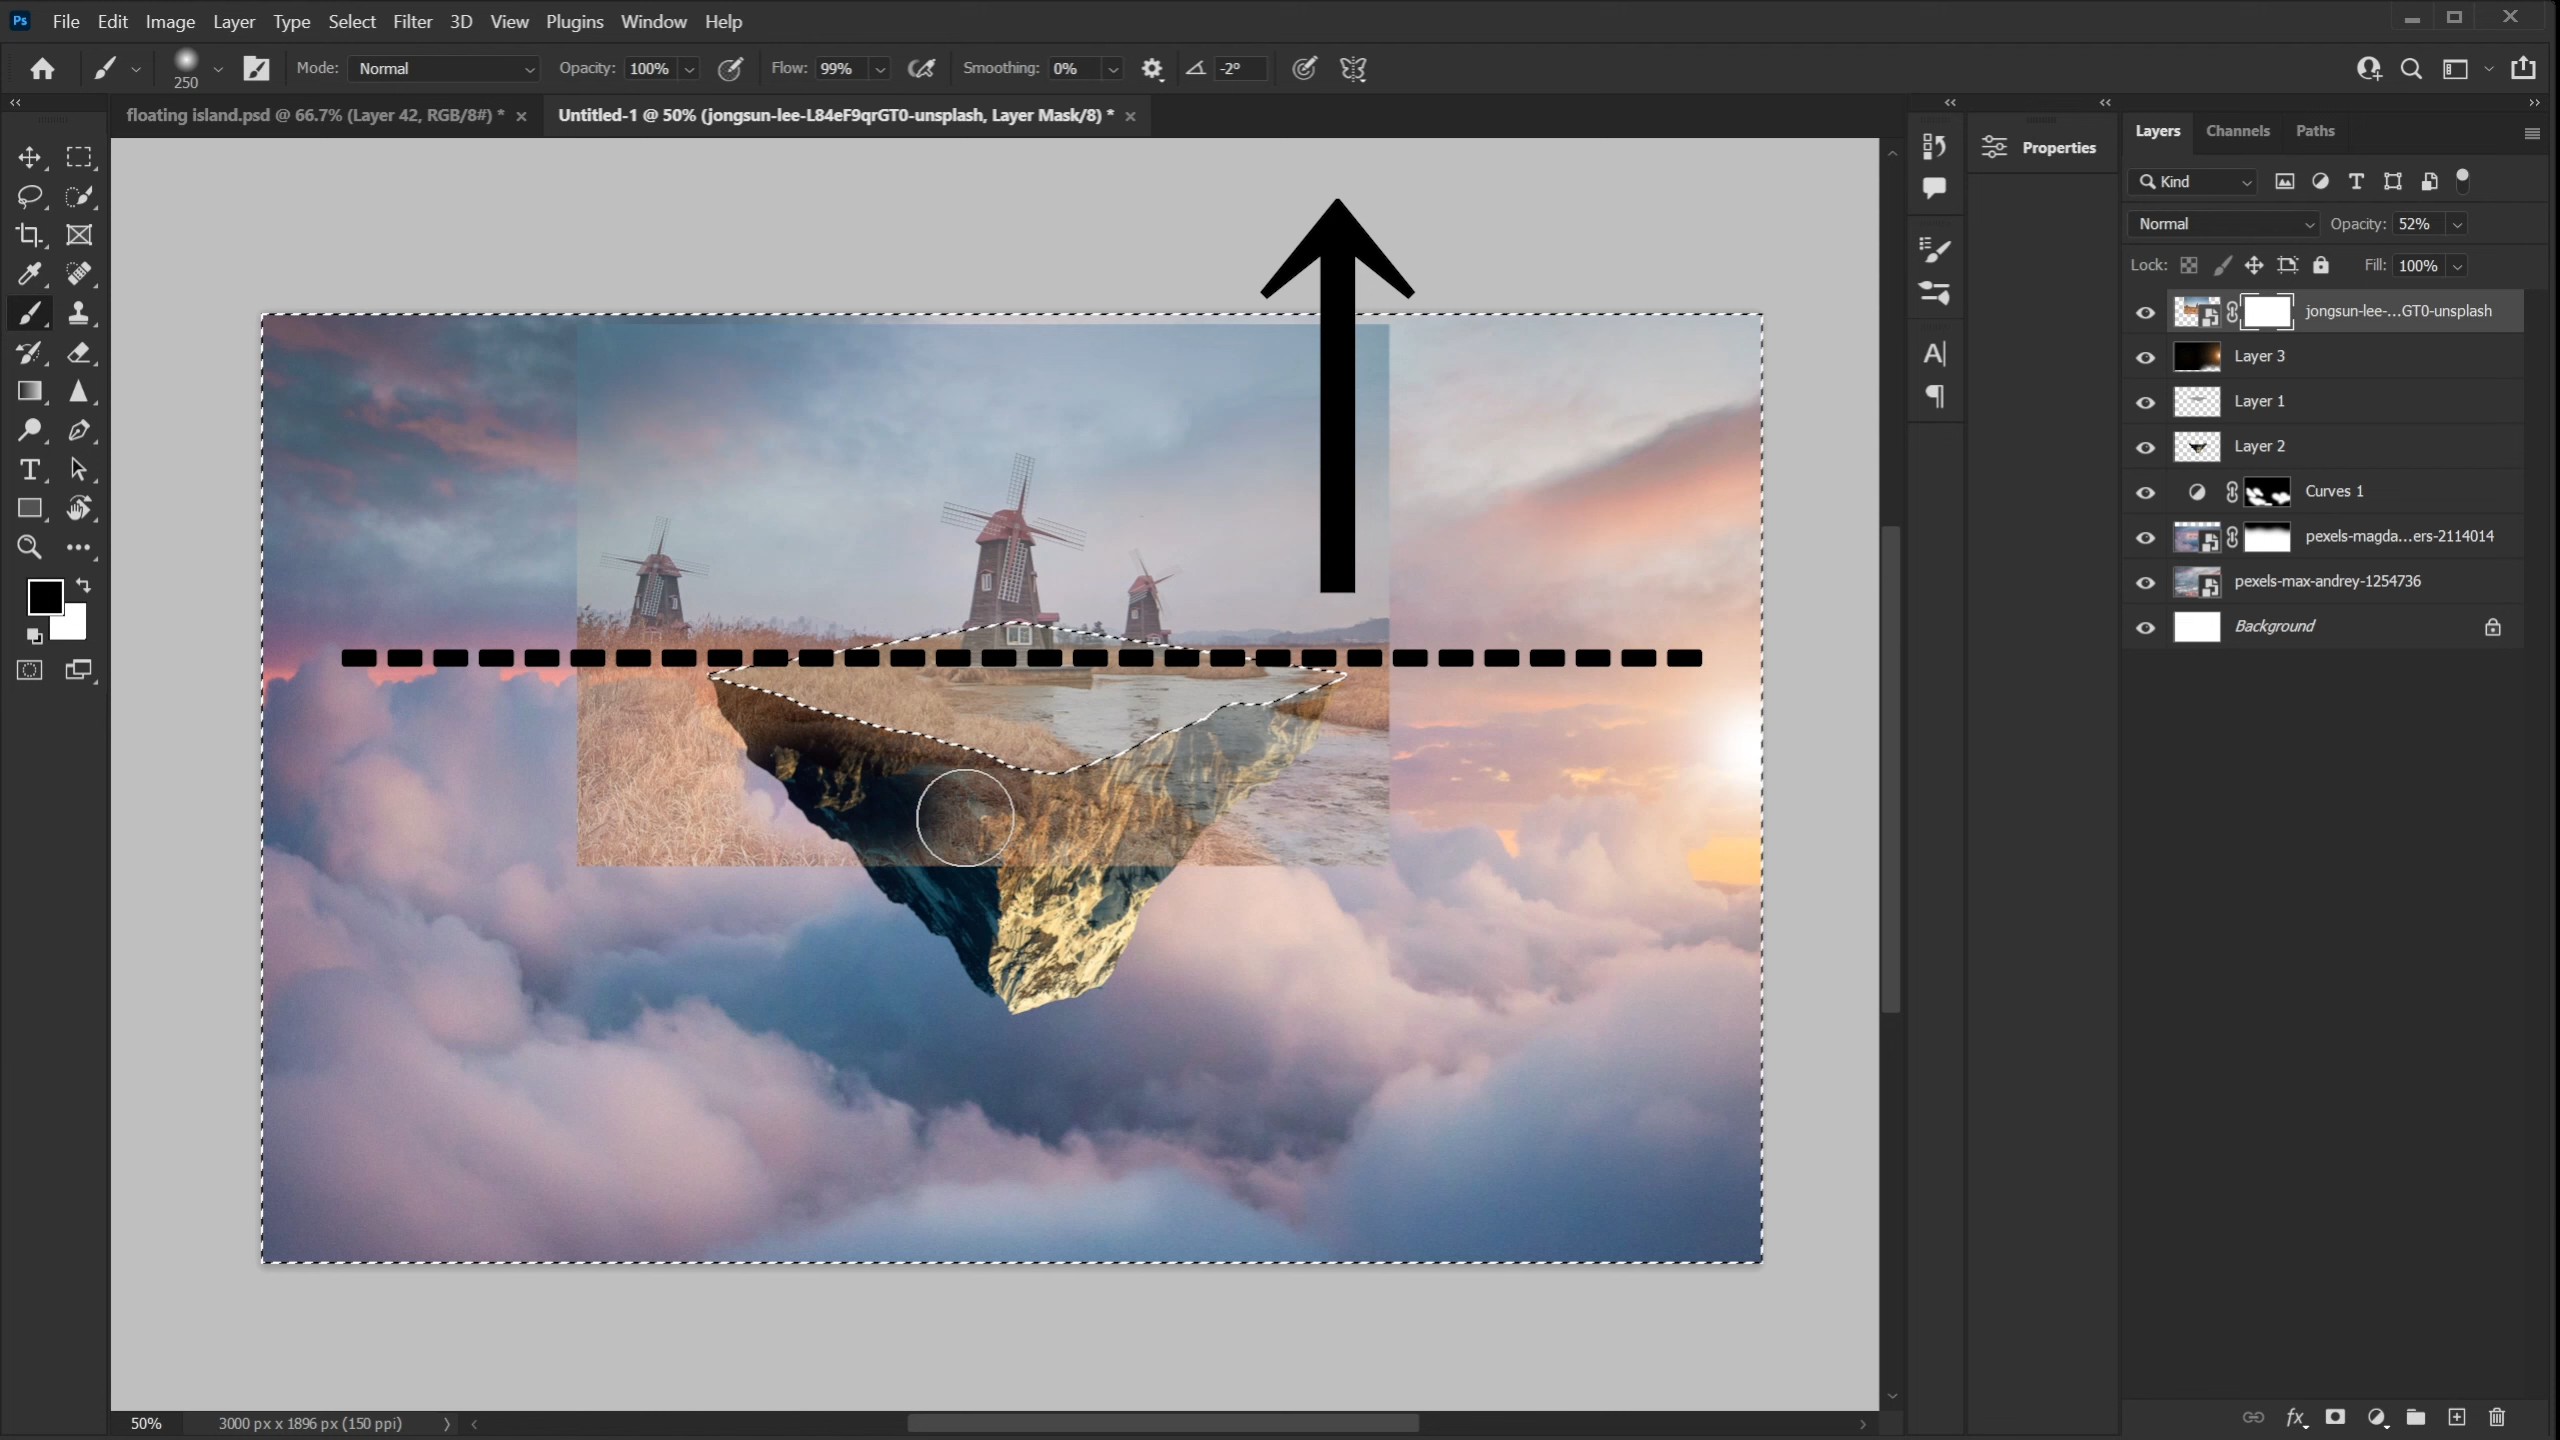 Ps File Edit Image Layer Type Select Filter 3D View Plugins Window Help
250 Mode: Normal Opacity: 100% Flow: 99% Smoothing: 0% -2°
floating island.psd @ 66.7% (Layer 42, RGB/8#) * Untitled-1 @ 50% (jongsun-lee-L84eF9qrGT0-unsplash, Layer Mask/8) *
Properties
Layers Channels Paths
Kind
Normal Opacity: 52%
Lock: Fill: 100%
jongsun-lee-...GT0-unsplash
Layer 3
Layer 1
Layer 2
Curves 1
pexels-magda...ers-2114014
pexels-max-andrey-1254736
Background
50% 3000 px x 1896 px (150 ppi)
fx